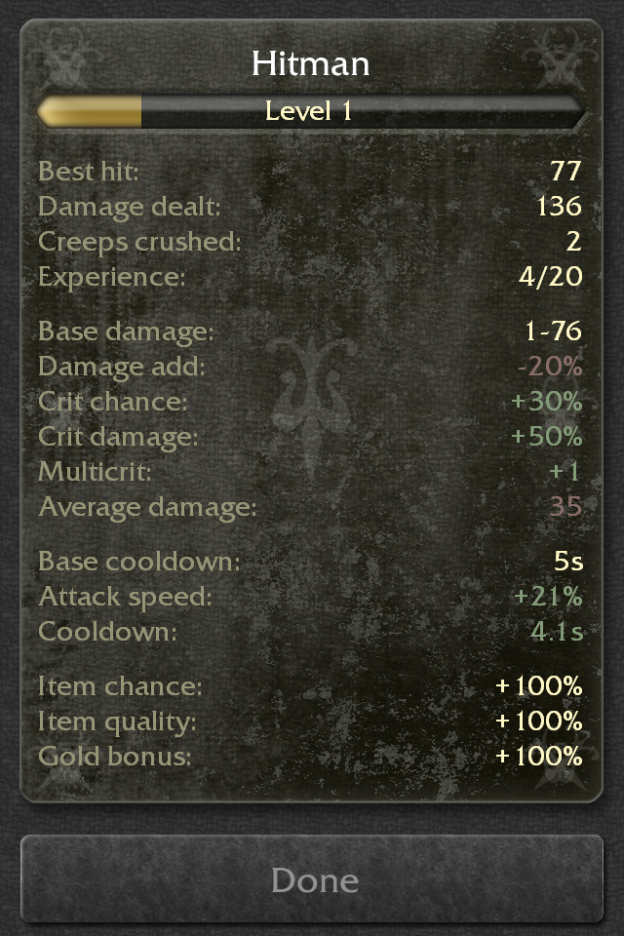 Hitman
Level 1
Best hit: 77
Damage dealt: 136
Creeps crushed: 2
Experience: 4/20
Base damage: 1-76
Damage add: -20%
Crit chance: +30%
Crit damage: +50%
Multicrit: +1
Average damage: 35
Base cooldown: 5s
Attack speed: +21%
Cooldown: 4.1s
Item chance: +100%
Item quality: +100%
Gold bonus: +100%
Done